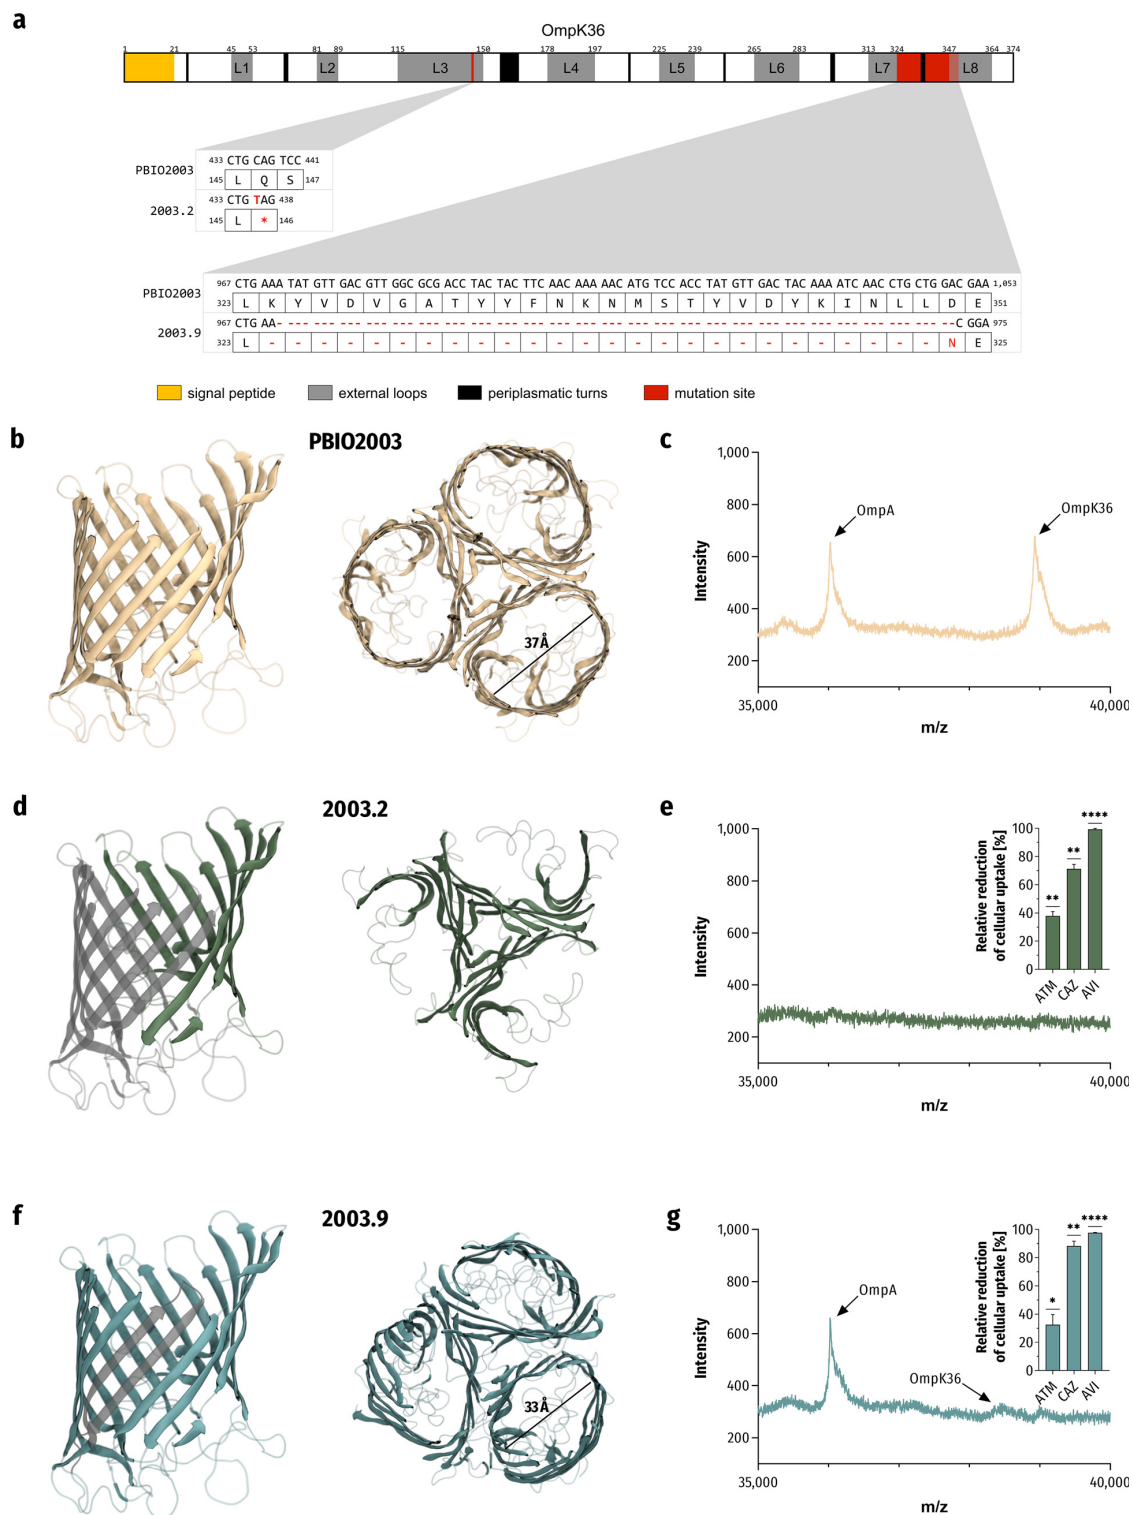 a
OmpK36
1 21 45 53 81 89 115 150 178 197 225 239 265 283 313 324 347 364 374
L1 L2 L3 L4 L5 L6 L7 L8
PBIO2003
433 CTG CAG TCC 441
145 L Q S 147
2003.2
433 CTG TAG 438
145 L * 146
PBIO2003
967 CTG AAA TAT GTT GAC GTT GGC GCG ACC TAC TAC TTC AAC AAA AAC ATG TCC ACC TAT GTT GAC TAC AAA ATC AAC CTG CTG GAC GAA 1,053
323 L K Y V D V G A T Y Y F N K N M S T Y V D Y K I N L L D E 351
2003.9
967 CTG AA- --- --- --- --- --- --- --- --- --- --- --- --- --- --- --- --- --- --- --- --- --- --- --- --- --- --C GGA 975
323 L - - - - - - - - - - - - - - - - - - - - - - - - - - N E 325
signal peptide external loops periplasmatic turns mutation site
b
PBIO2003
37Å
c
1,000
800
600
400
200
Intensity
OmpA
OmpK36
35,000 40,000
m/z
d
2003.2
e
1,000
800
600
400
200
Intensity
35,000 40,000
m/z
Relative reduction
of cellular uptake [%]
100
80
60
40
20
0
** ** ****
ATM CAZ AVI
f
2003.9
33Å
g
1,000
800
600
400
200
Intensity
OmpA
OmpK36
35,000 40,000
m/z
Relative reduction
of cellular uptake [%]
100
80
60
40
20
0
* ** ****
ATM CAZ AVI